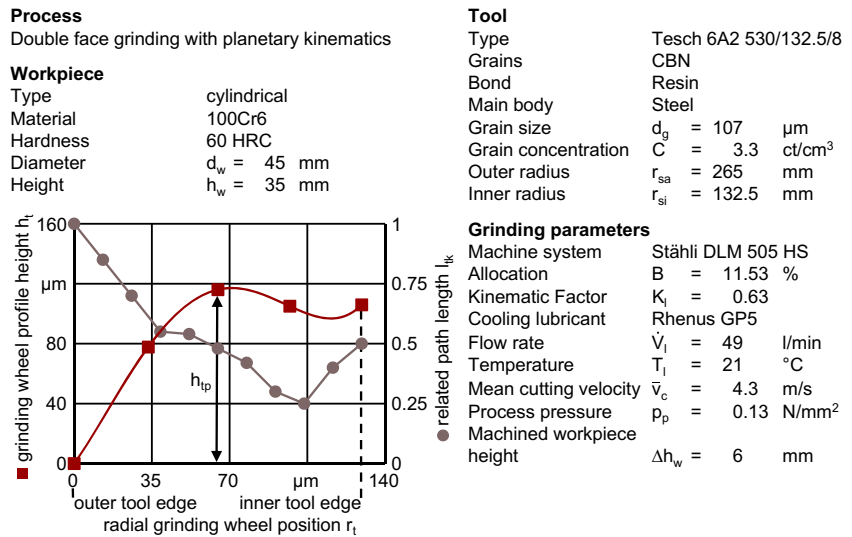 Process
Double face grinding with planetary kinematics
Workpiece
Type cylindrical
Material 100Cr6
Hardness 60 HRC
Diameter d_w = 45 mm
Height h_w = 35 mm
Tool
Type Tesch 6A2 530/132.5/8
Grains CBN
Bond Resin
Main body Steel
Grain size d_g = 107 µm
Grain concentration C = 3.3 ct/cm³
Outer radius r_sa = 265 mm
Inner radius r_si = 132.5 mm
Grinding parameters
Machine system Stähli DLM 505 HS
Allocation B = 11.53 %
Kinematic Factor K_l = 0.63
Cooling lubricant Rhenus GP5
Flow rate V̇_l = 49 l/min
Temperature T_l = 21 °C
Mean cutting velocity v̄_c = 4.3 m/s
Process pressure p_p = 0.13 N/mm²
Machined workpiece
height Δh_w = 6 mm
grinding wheel profile height h_t
160
µm
80
40
0
h_tp
1
0.75
0.5
0.25
0
related path length l_tk
0 35 70 µm 140
outer tool edge inner tool edge
radial grinding wheel position r_t